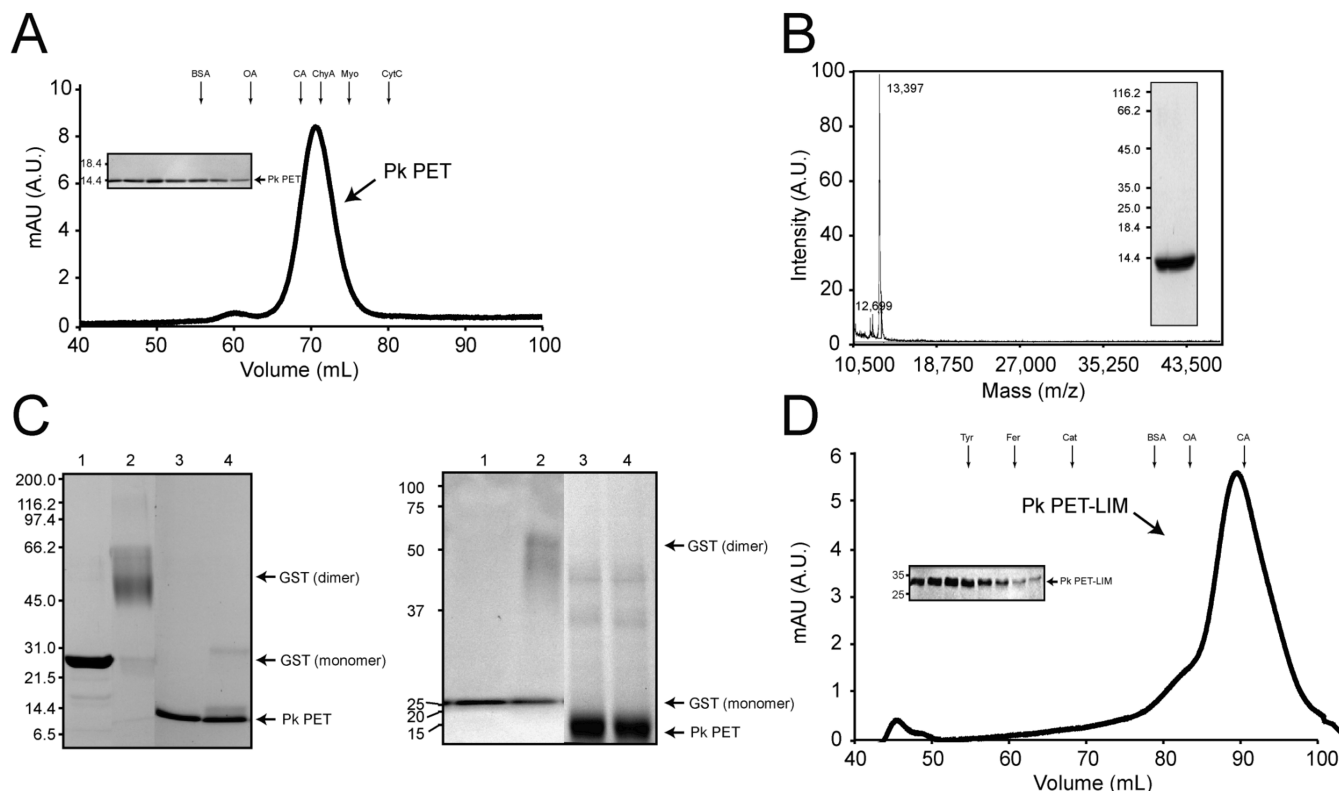 A
BSA OA CA ChyA Myo CytC
10
8
6
4
2
0
mAU (A.U.)
18.4
14.4
Pk PET
Pk PET
40 50 60 70 80 90 100
Volume (mL)
B
100
80
60
40
20
0
Intensity (A.U.)
13,397
12,699
116.2
66.2
45.0
35.0
25.0
18.4
14.4
10,500 18,750 27,000 35,250 43,500
Mass (m/z)
C
1 2 3 4
200.0
116.2
97.4
66.2
45.0
31.0
21.5
14.4
6.5
GST (dimer)
GST (monomer)
Pk PET
1 2 3 4
100
75
50
37
25
20
15
GST (dimer)
GST (monomer)
Pk PET
D
Tyr Fer Cat BSA OA CA
6
5
4
3
2
1
0
mAU (A.U.)
Pk PET-LIM
35
25
Pk PET-LIM
40 50 60 70 80 90 100
Volume (mL)